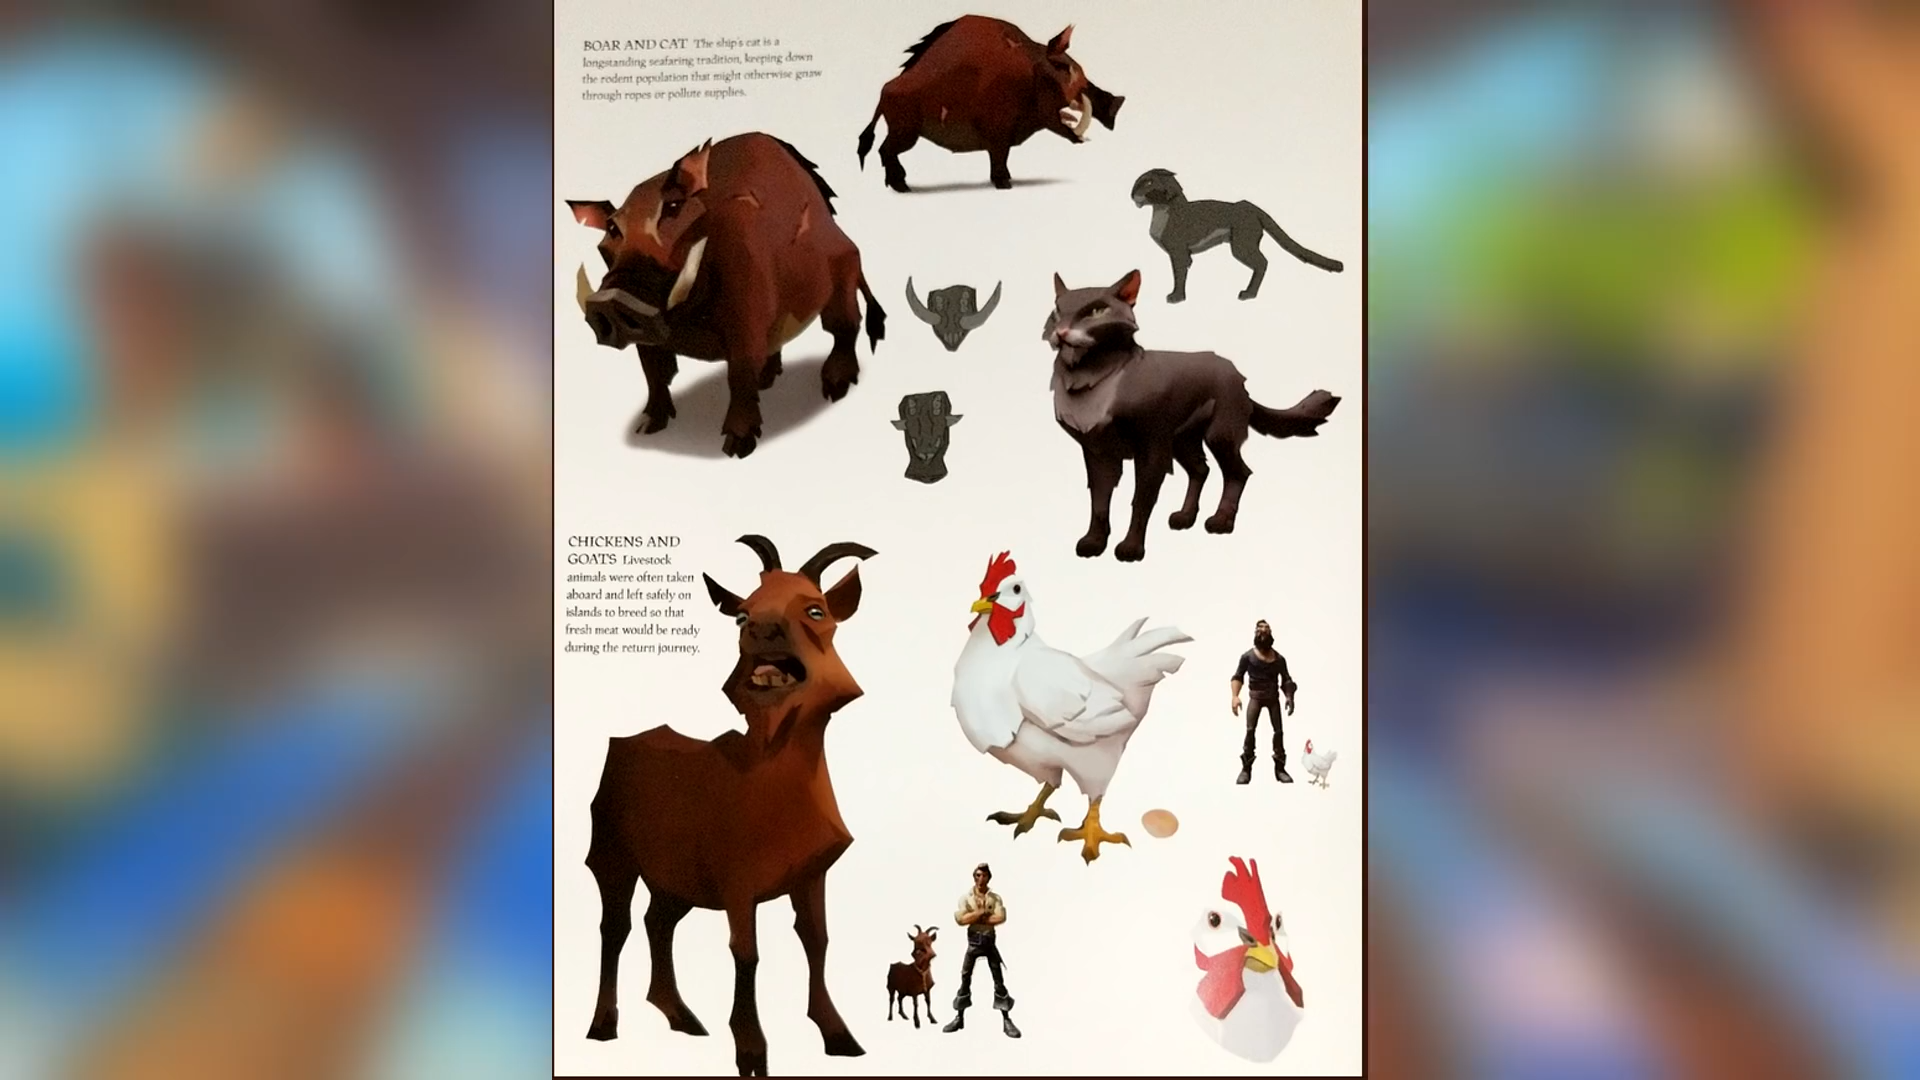 BOAR AND CAT The ship's cat is a
longstanding seafaring tradition, keeping down
the rodent population that might otherwise gnaw
through ropes or pollute supplies.
CHICKENS AND
GOATS Livestock
animals were often taken
aboard and left safely on
islands to breed so that
fresh meat would be ready
during the return journey.